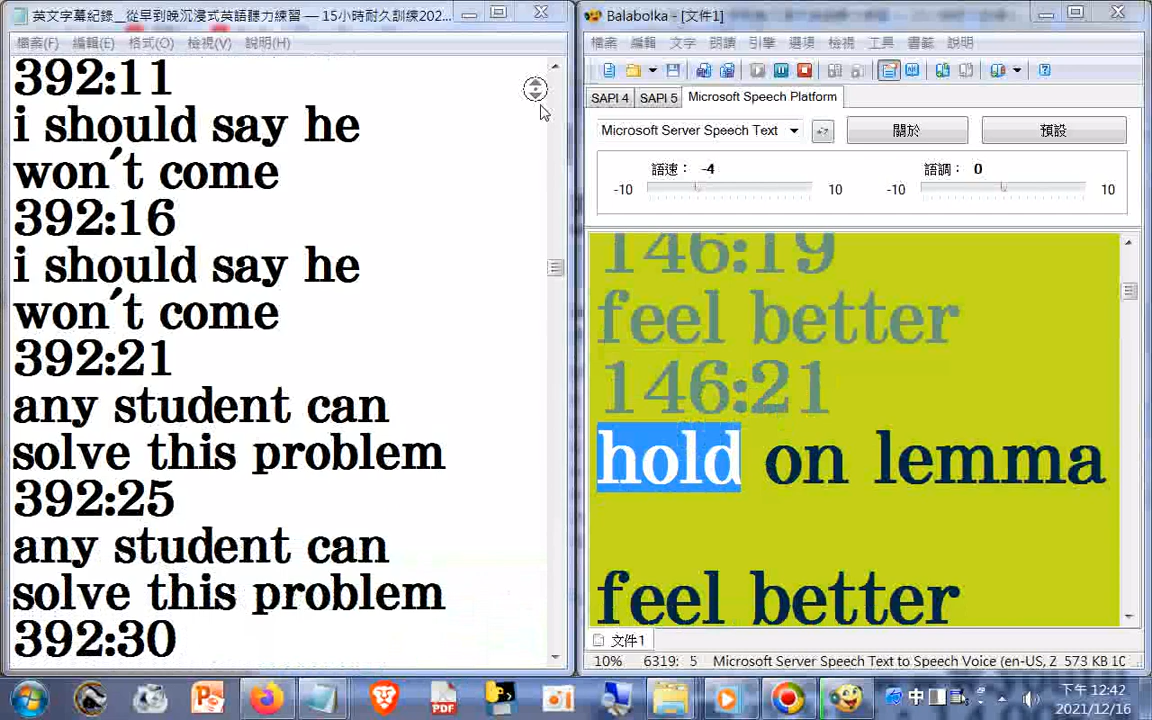 英文字幕紀錄__從早到晚沉浸式英語聽力練習 — 15小時耐久訓練202...
檔案(F) 編輯(E) 格式(O) 檢視(V) 說明(H)
392:11
i should say he
won't come
392:16
i should say he
won't come
392:21
any student can
solve this problem
392:25
any student can
solve this problem
392:30
Balabolka - [文件1]
檔案 編輯 文字 朗讀 引擎 選項 檢視 工具 書籤 說明
SAPI 4 SAPI 5 Microsoft Speech Platform
Microsoft Server Speech Text 關於 預設
語速： -4 語調： 0
-10 10 -10 10
146:19
feel better
146:21
hold on lemma
feel better
文件1
10% 6319: 5 Microsoft Server Speech Text to Speech Voice (en-US, Z 573 KB 10
PDF 中 下午 12:42
2021/12/16